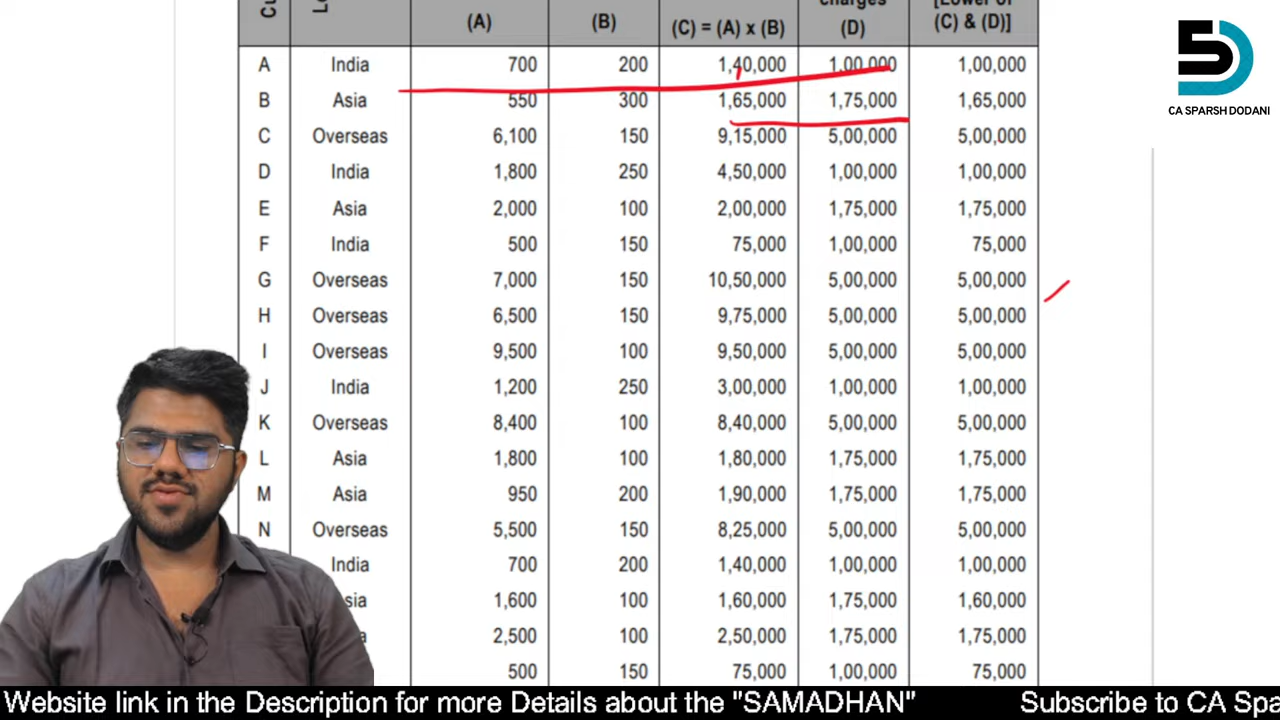 Cu Lo (A) (B) (C) = (A) x (B) charges (D) [Lower of (C) & (D)]
A India 700 200 1,40,000 1,00,000 1,00,000
B Asia 550 300 1,65,000 1,75,000 1,65,000
C Overseas 6,100 150 9,15,000 5,00,000 5,00,000
D India 1,800 250 4,50,000 1,00,000 1,00,000
E Asia 2,000 100 2,00,000 1,75,000 1,75,000
F India 500 150 75,000 1,00,000 75,000
G Overseas 7,000 150 10,50,000 5,00,000 5,00,000
H Overseas 6,500 150 9,75,000 5,00,000 5,00,000
I Overseas 9,500 100 9,50,000 5,00,000 5,00,000
J India 1,200 250 3,00,000 1,00,000 1,00,000
K Overseas 8,400 100 8,40,000 5,00,000 5,00,000
L Asia 1,800 100 1,80,000 1,75,000 1,75,000
M Asia 950 200 1,90,000 1,75,000 1,75,000
N Overseas 5,500 150 8,25,000 5,00,000 5,00,000
India 700 200 1,40,000 1,00,000 1,00,000
sia 1,600 100 1,60,000 1,75,000 1,60,000
a 2,500 100 2,50,000 1,75,000 1,75,000
500 150 75,000 1,00,000 75,000
5D
CA SPARSH DODANI
Website link in the Description for more Details about the "SAMADHAN" Subscribe to CA Spa